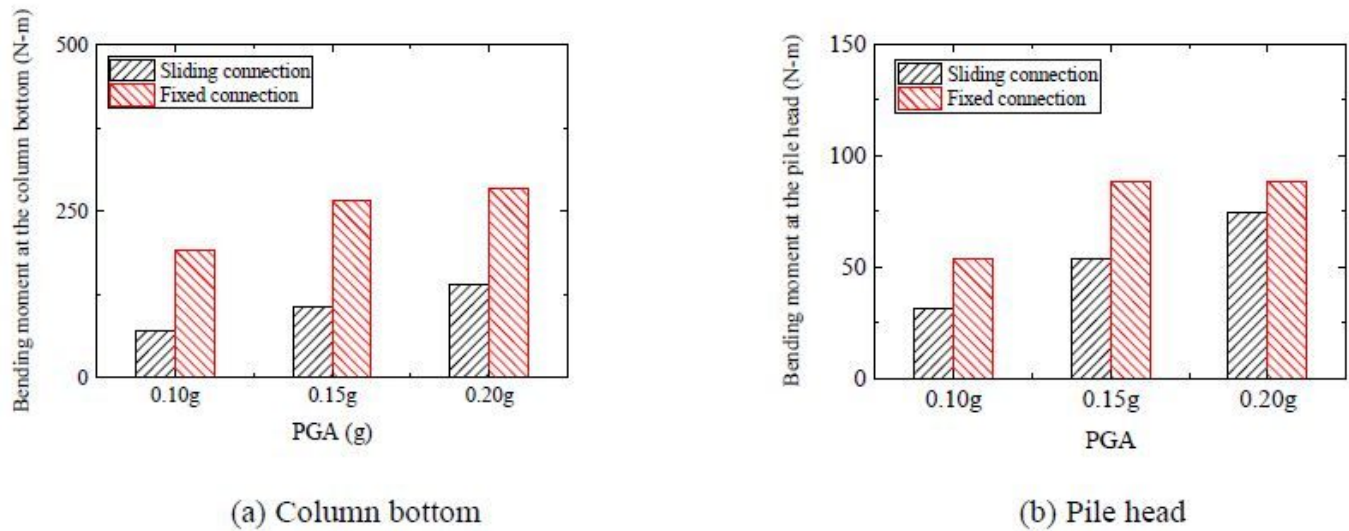 Bending moment at the column bottom (N-m)
500
250
0
Sliding connection
Fixed connection
0.10g
0.15g
0.20g
PGA (g)
(a) Column bottom
Bending moment at the pile head (N-m)
150
100
50
0
Sliding connection
Fixed connection
0.10g
0.15g
0.20g
PGA
(b) Pile head